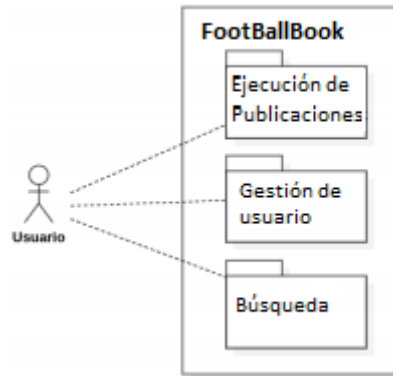 FootBallBook
Ejecución de
Publicaciones
Gestión de
usuario
Usuario
Búsqueda